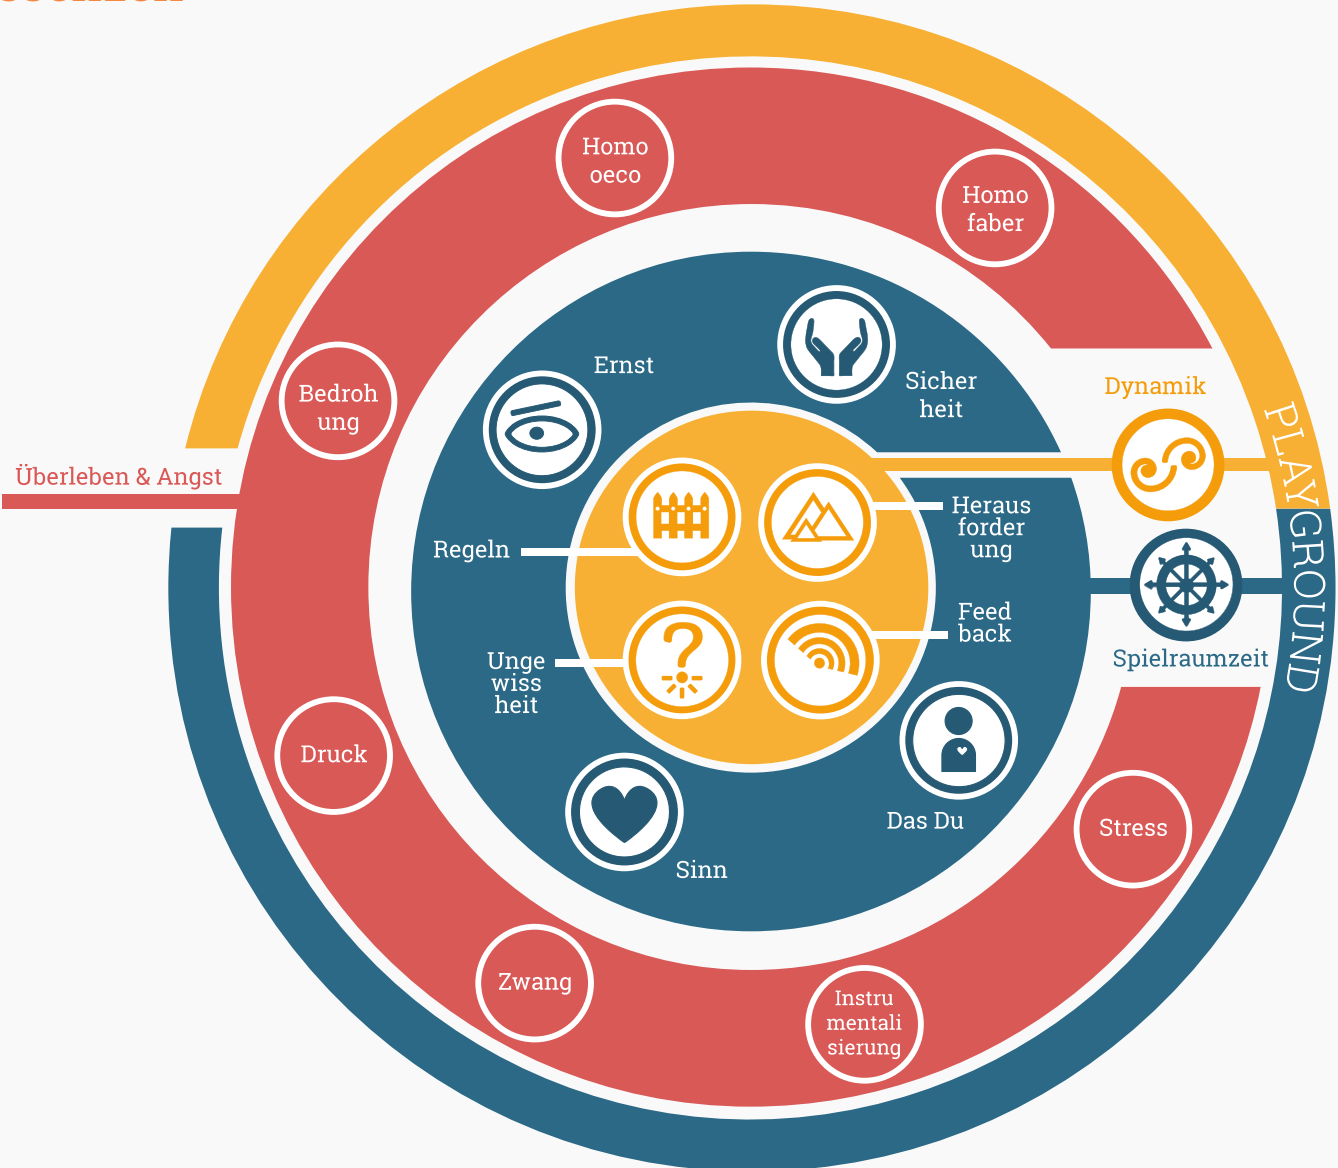 Homo
oeco
Homo
faber
Bedroh
ung
Ernst
Sicher
heit
Dynamik
PLAYGROUND
Überleben & Angst
Regeln
Heraus
forder
ung
Unge
wiss
heit
Feed
back
Spielraumzeit
Druck
Das Du
Stress
Sinn
Zwang
Instru
mentali
sierung